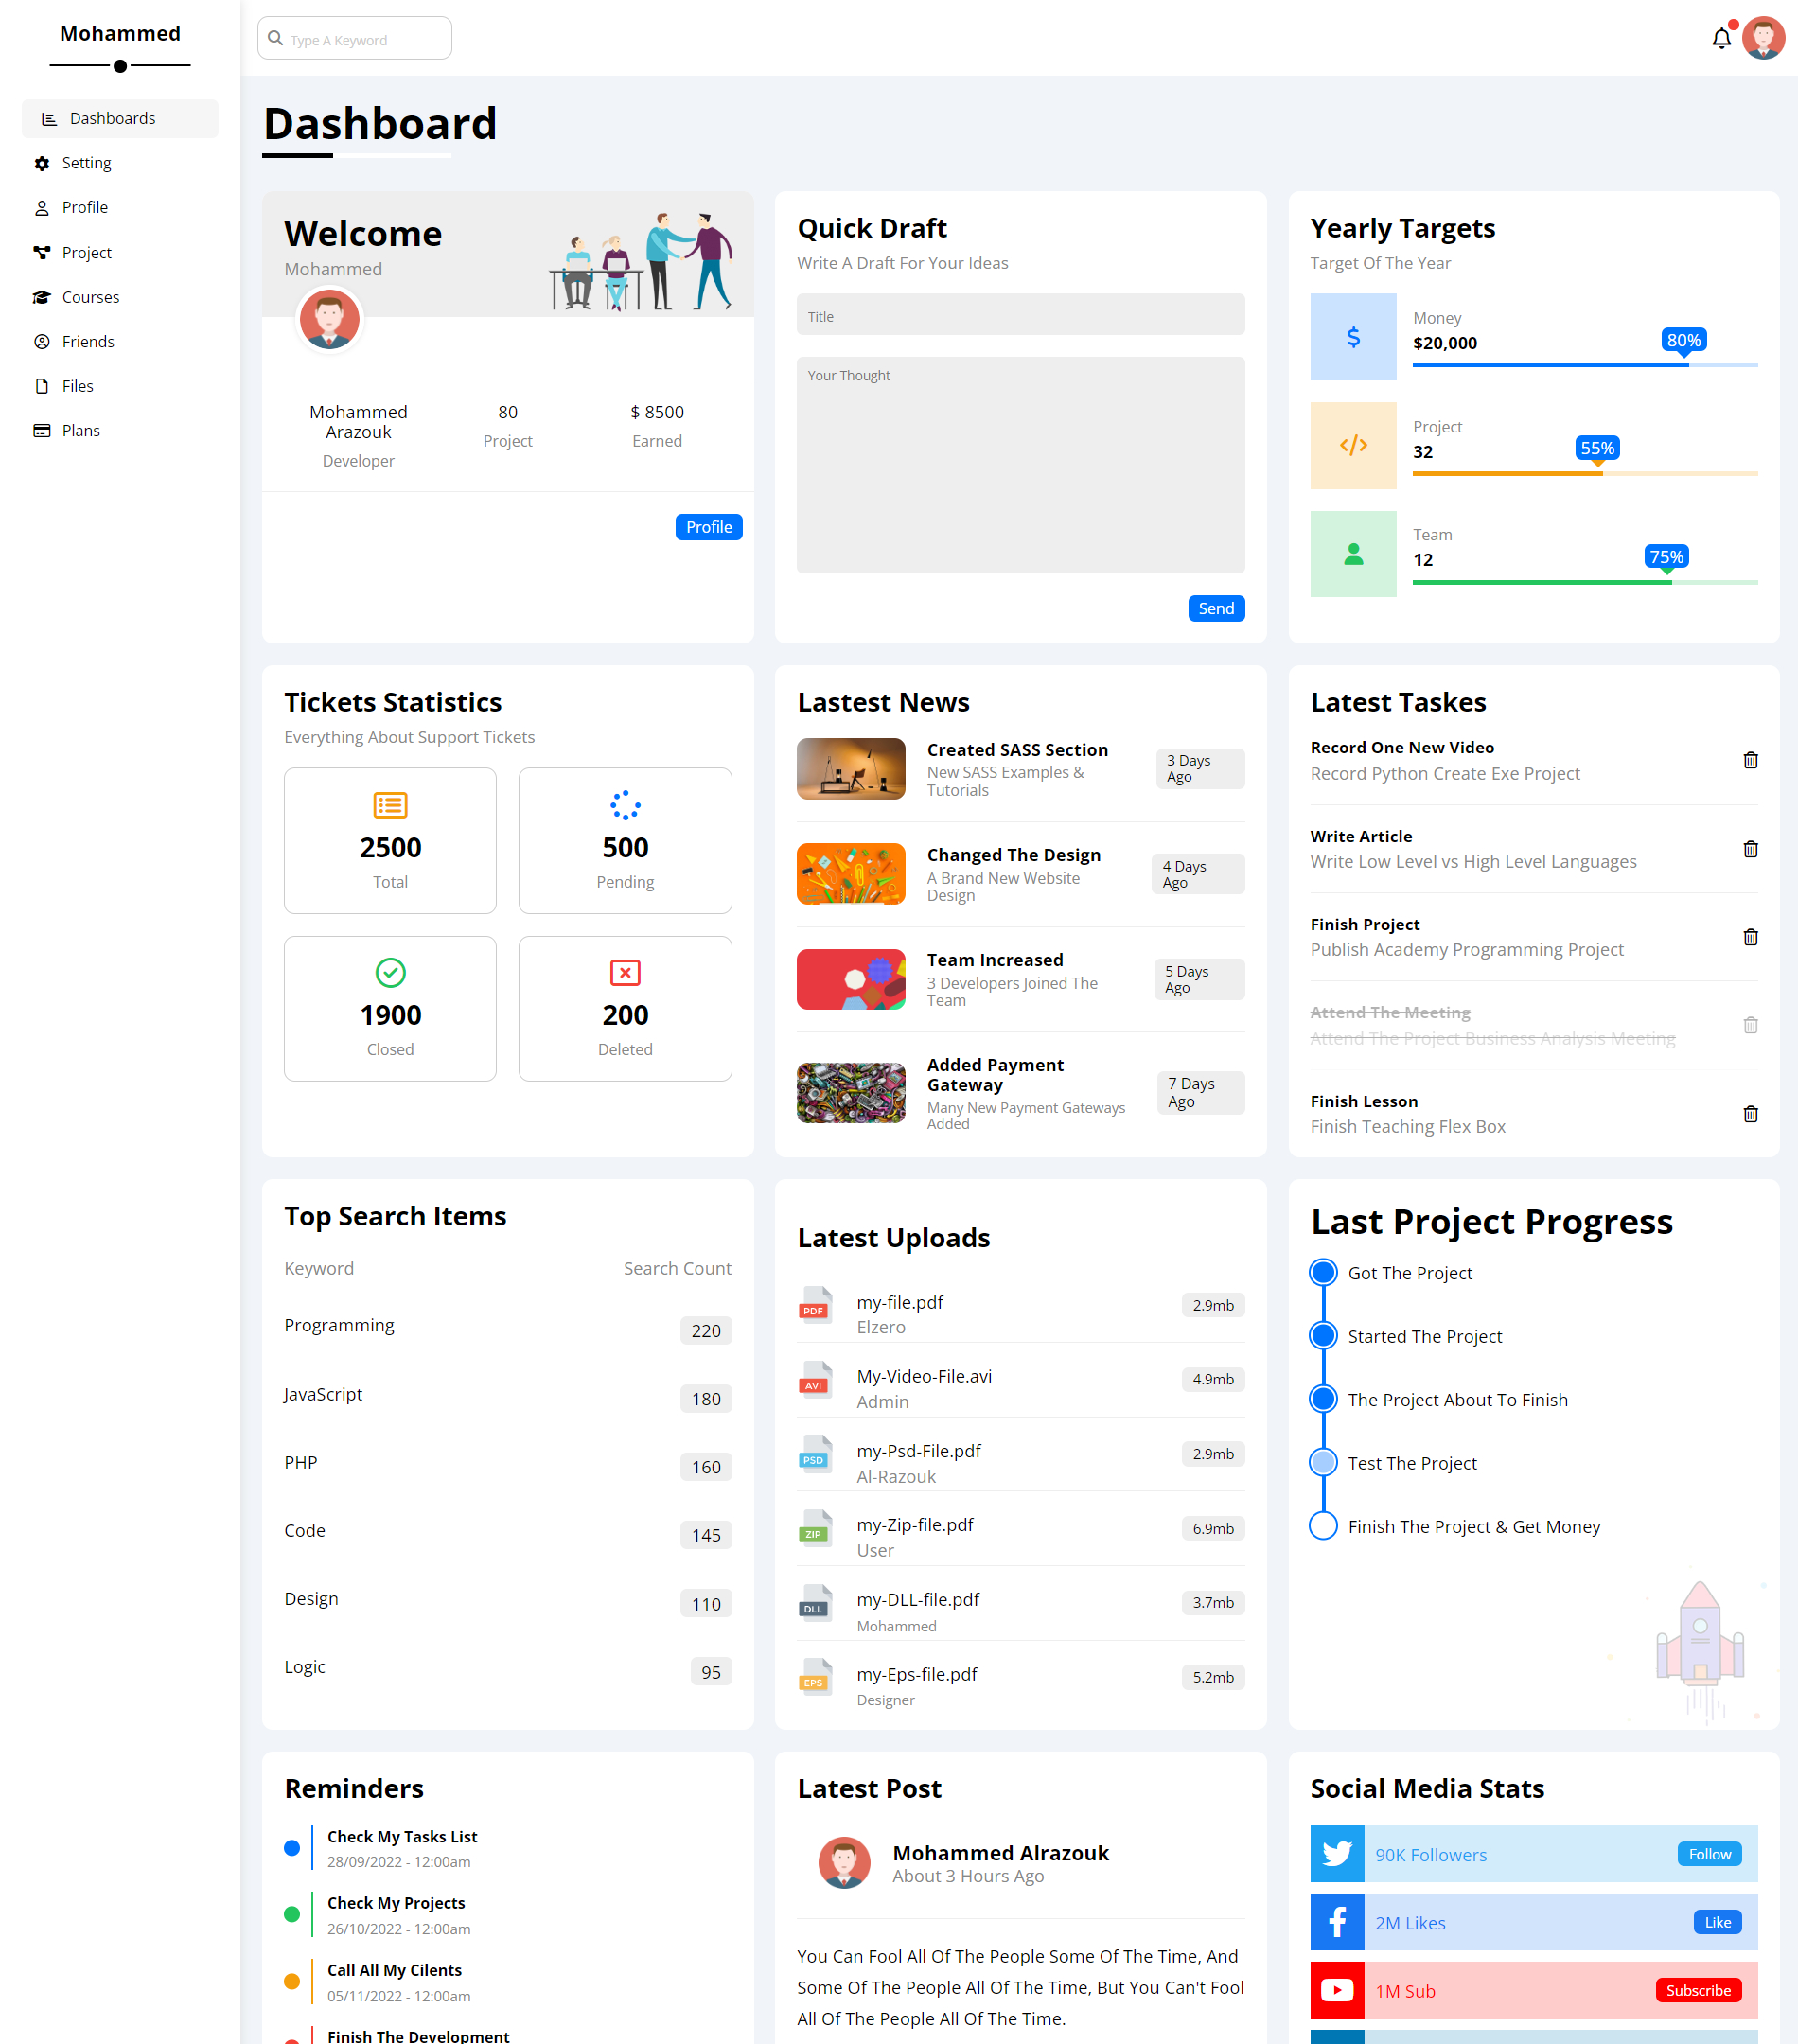 Mohammed
Dashboards
Setting
Profile
Project
Courses
Friends
Files
Plans
Type A Keyword
Dashboard
Welcome
Mohammed
Mohammed
Arazouk
Developer
80
Project
$ 8500
Earned
Profile
Quick Draft
Write A Draft For Your Ideas
Title
Your Thought
Send
Yearly Targets
Target Of The Year
Money
$20,000
80%
Project
32
55%
Team
12
75%
Tickets Statistics
Everything About Support Tickets
2500
Total
500
Pending
1900
Closed
200
Deleted
Lastest News
Created SASS Section
New SASS Examples &
Tutorials
3 Days
Ago
Changed The Design
A Brand New Website
Design
4 Days
Ago
Team Increased
3 Developers Joined The
Team
5 Days
Ago
Added Payment
Gateway
Many New Payment Gateways
Added
7 Days
Ago
Latest Taskes
Record One New Video
Record Python Create Exe Project
Write Article
Write Low Level vs High Level Languages
Finish Project
Publish Academy Programming Project
Attend The Meeting
Attend The Project Business Analysis Meeting
Finish Lesson
Finish Teaching Flex Box
Top Search Items
Keyword Search Count
Programming 220
JavaScript 180
PHP 160
Code 145
Design 110
Logic 95
Latest Uploads
PDF
my-file.pdf
Elzero
2.9mb
AVI
My-Video-File.avi
Admin
4.9mb
PSD
my-Psd-File.pdf
Al-Razouk
2.9mb
ZIP
my-Zip-file.pdf
User
6.9mb
DLL
my-DLL-file.pdf
Mohammed
3.7mb
EPS
my-Eps-file.pdf
Designer
5.2mb
Last Project Progress
Got The Project
Started The Project
The Project About To Finish
Test The Project
Finish The Project & Get Money
Reminders
Check My Tasks List
28/09/2022 - 12:00am
Check My Projects
26/10/2022 - 12:00am
Call All My Cilents
05/11/2022 - 12:00am
Finish The Development
Latest Post
Mohammed Alrazouk
About 3 Hours Ago
You Can Fool All Of The People Some Of The Time, And
Some Of The People All Of The Time, But You Can't Fool
All Of The People All Of The Time.
Social Media Stats
90K Followers
Follow
2M Likes
Like
1M Sub
Subscribe